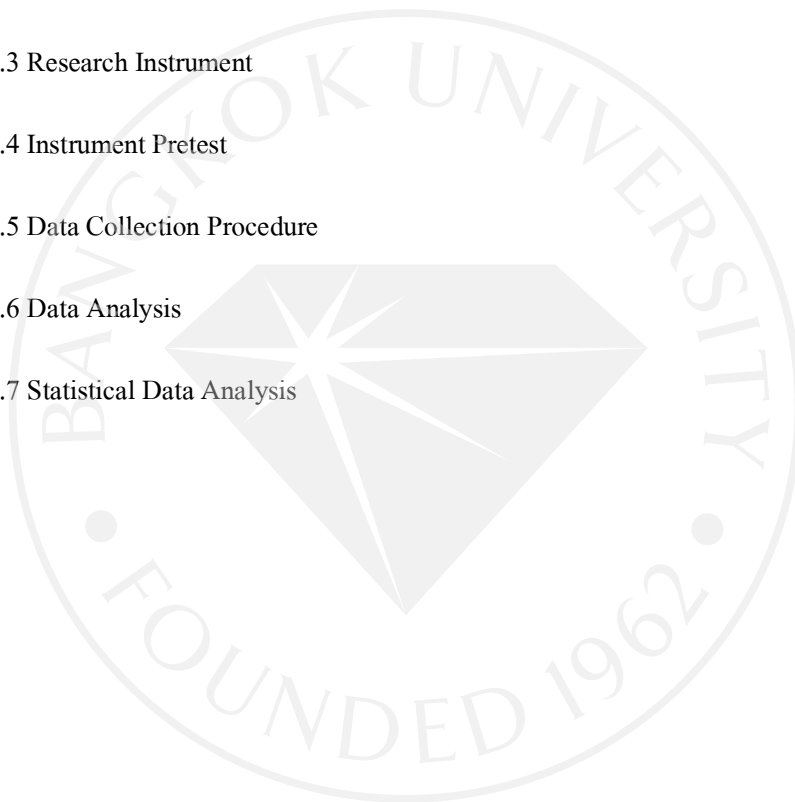 .3 Research Instrument
.4 Instrument Pretest
.5 Data Collection Procedure
.6 Data Analysis
.7 Statistical Data Analysis
BANGKOK UNIVERSITY
FOUNDED 1962